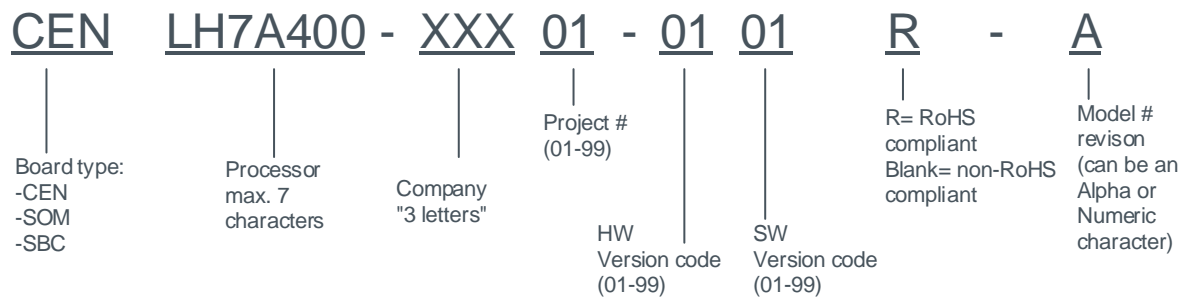 CEN LH7A400 - XXX 01 - 01 01 R - A
Board type:
-CEN
-SOM
-SBC
Processor
max. 7
characters
Company
"3 letters"
Project #
(01-99)
HW
Version code
(01-99)
SW
Version code
(01-99)
R= RoHS
compliant
Blank= non-RoHS
compliant
Model #
revison
(can be an
Alpha or
Numeric
character)